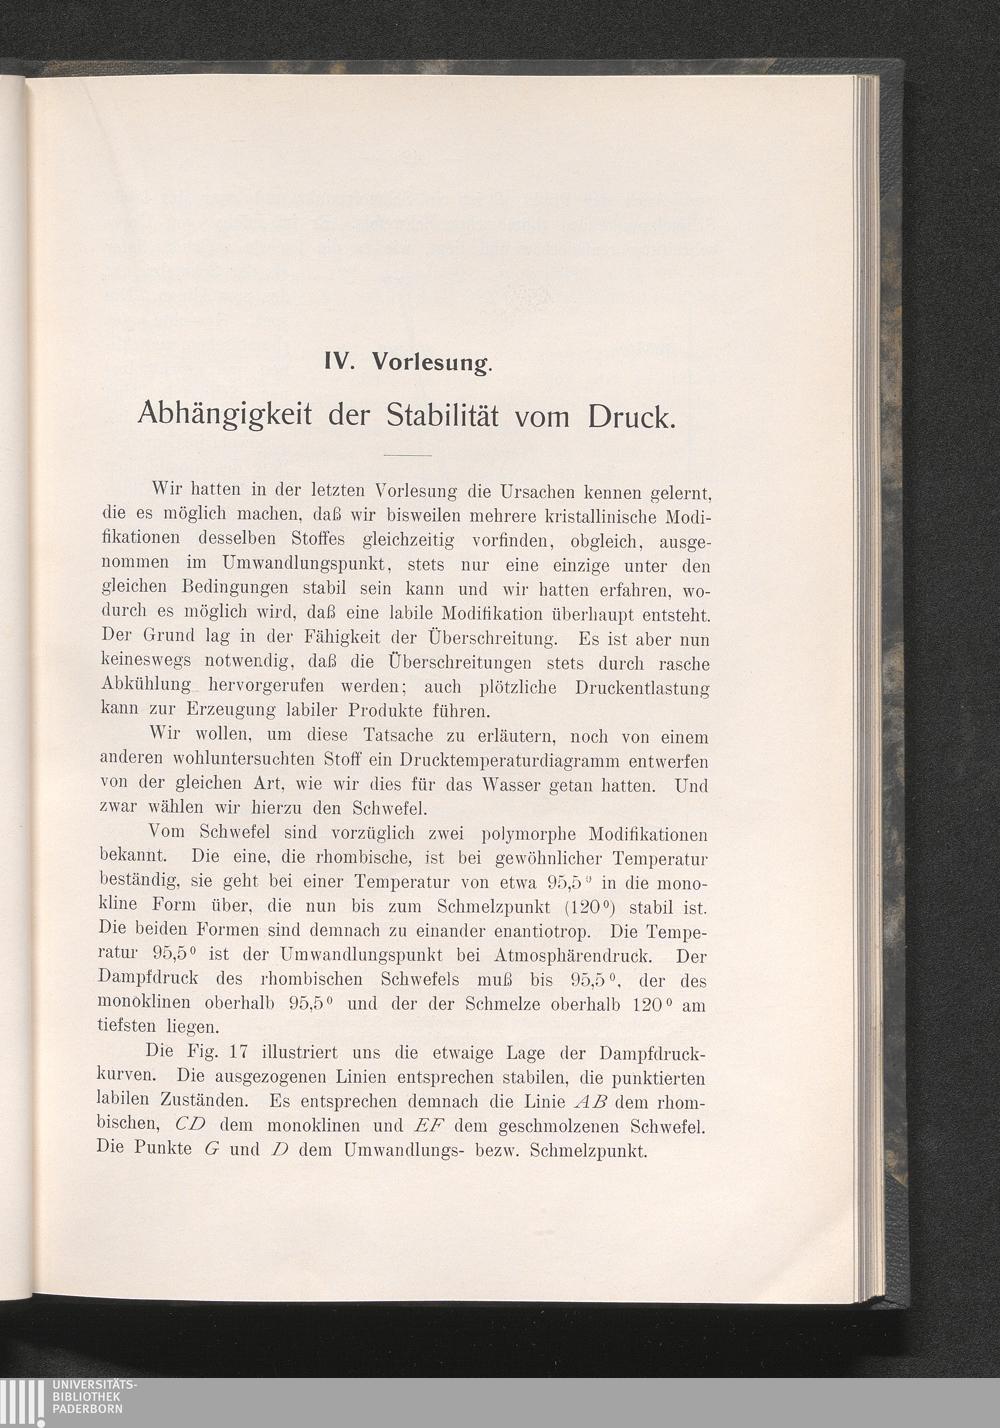 IV. Vorlesung.
Abhängigkeit der Stabilität vom Druck.
Wir hatten in der letzten Vorlesung die Ursachen kennen gelernt,
die es möglich machen, daß wir bisweilen mehrere kristallinische Modi-
fikationen desselben Stoffes gleichzeitig vorfinden, obgleich, ausge-
nommen im Umwandlungspunkt, stets nur eine einzige unter den
gleichen Bedingungen stabil sein kann und wir hatten erfahren, wo-
durch es möglich wird, daß eine labile Modifikation überhaupt entsteht.
Der Grund lag in der Fähigkeit der Überschreitung. Es ist aber nun
keineswegs notwendig, daß die Überschreitungen stets durch rasche
Abkühlung hervorgerufen werden; auch plötzliche Druckentlastung
kann zur Erzeugung labiler Produkte führen.
Wir wollen, um diese Tatsache zu erläutern, noch von einem
anderen wohluntersuchten Stoff ein Drucktemperaturdiagramm entwerfen
von der gleichen Art, wie wir dies für das Wasser getan hatten. Und
zwar wählen wir hierzu den Schwefel.
Vom Schwefel sind vorzüglich zwei polymorphe Modifikationen
bekannt. Die eine, die rhombische, ist bei gewöhnlicher Temperatur
beständig, sie geht bei einer Temperatur von etwa 95,5⁰ in die mono-
kline Form über, die nun bis zum Schmelzpunkt (120⁰) stabil ist.
Die beiden Formen sind demnach zu einander enantiotrop. Die Tempe-
ratur 95,5⁰ ist der Umwandlungspunkt bei Atmosphärendruck. Der
Dampfdruck des rhombischen Schwefels muß bis 95,5⁰, der des
monoklinen oberhalb 95,5⁰ und der der Schmelze oberhalb 120⁰ am
tiefsten liegen.
Die Fig. 17 illustriert uns die etwaige Lage der Dampfdruck-
kurven. Die ausgezogenen Linien entsprechen stabilen, die punktierten
labilen Zuständen. Es entsprechen demnach die Linie AB dem rhom-
bischen, CD dem monoklinen und EF dem geschmolzenen Schwefel.
Die Punkte G und D dem Umwandlungs- bezw. Schmelzpunkt.
UNIVERSITÄTS-
BIBLIOTHEK
PADERBORN